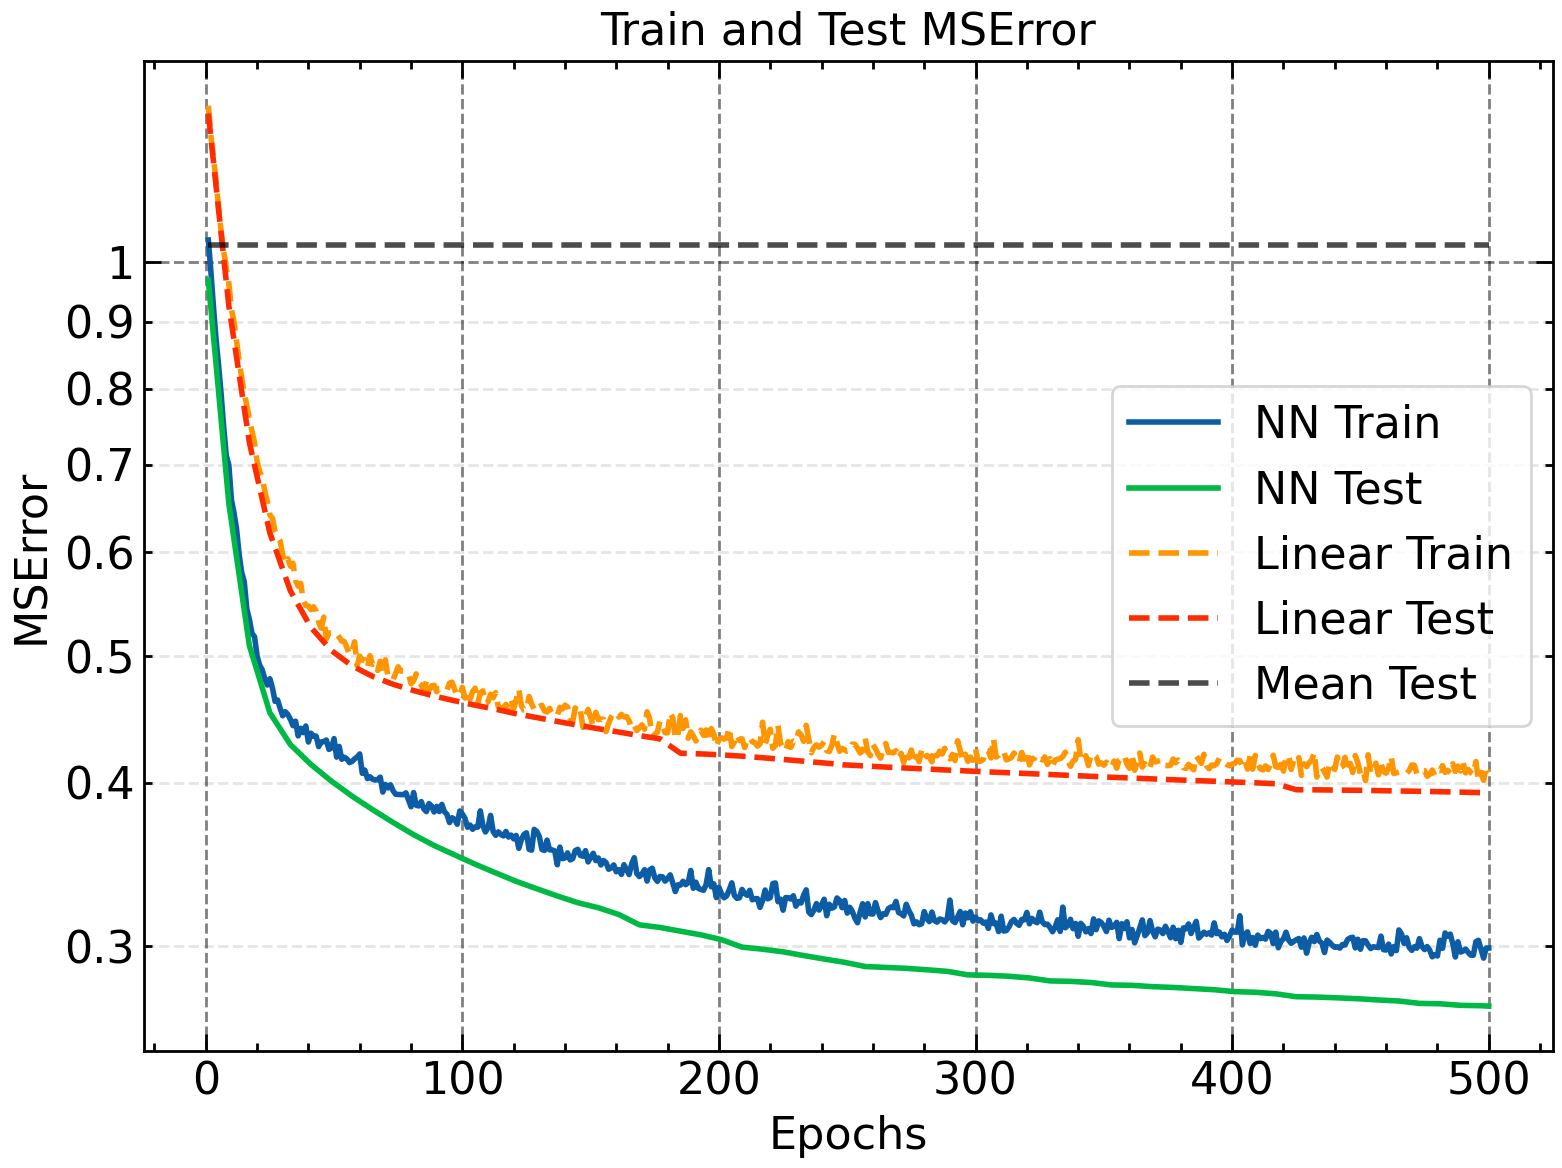 Train and Test MSError
MSError
1
0.9
0.8
0.7
0.6
0.5
0.4
0.3
NN Train
NN Test
Linear Train
Linear Test
Mean Test
0 100 200 300 400 500
Epochs